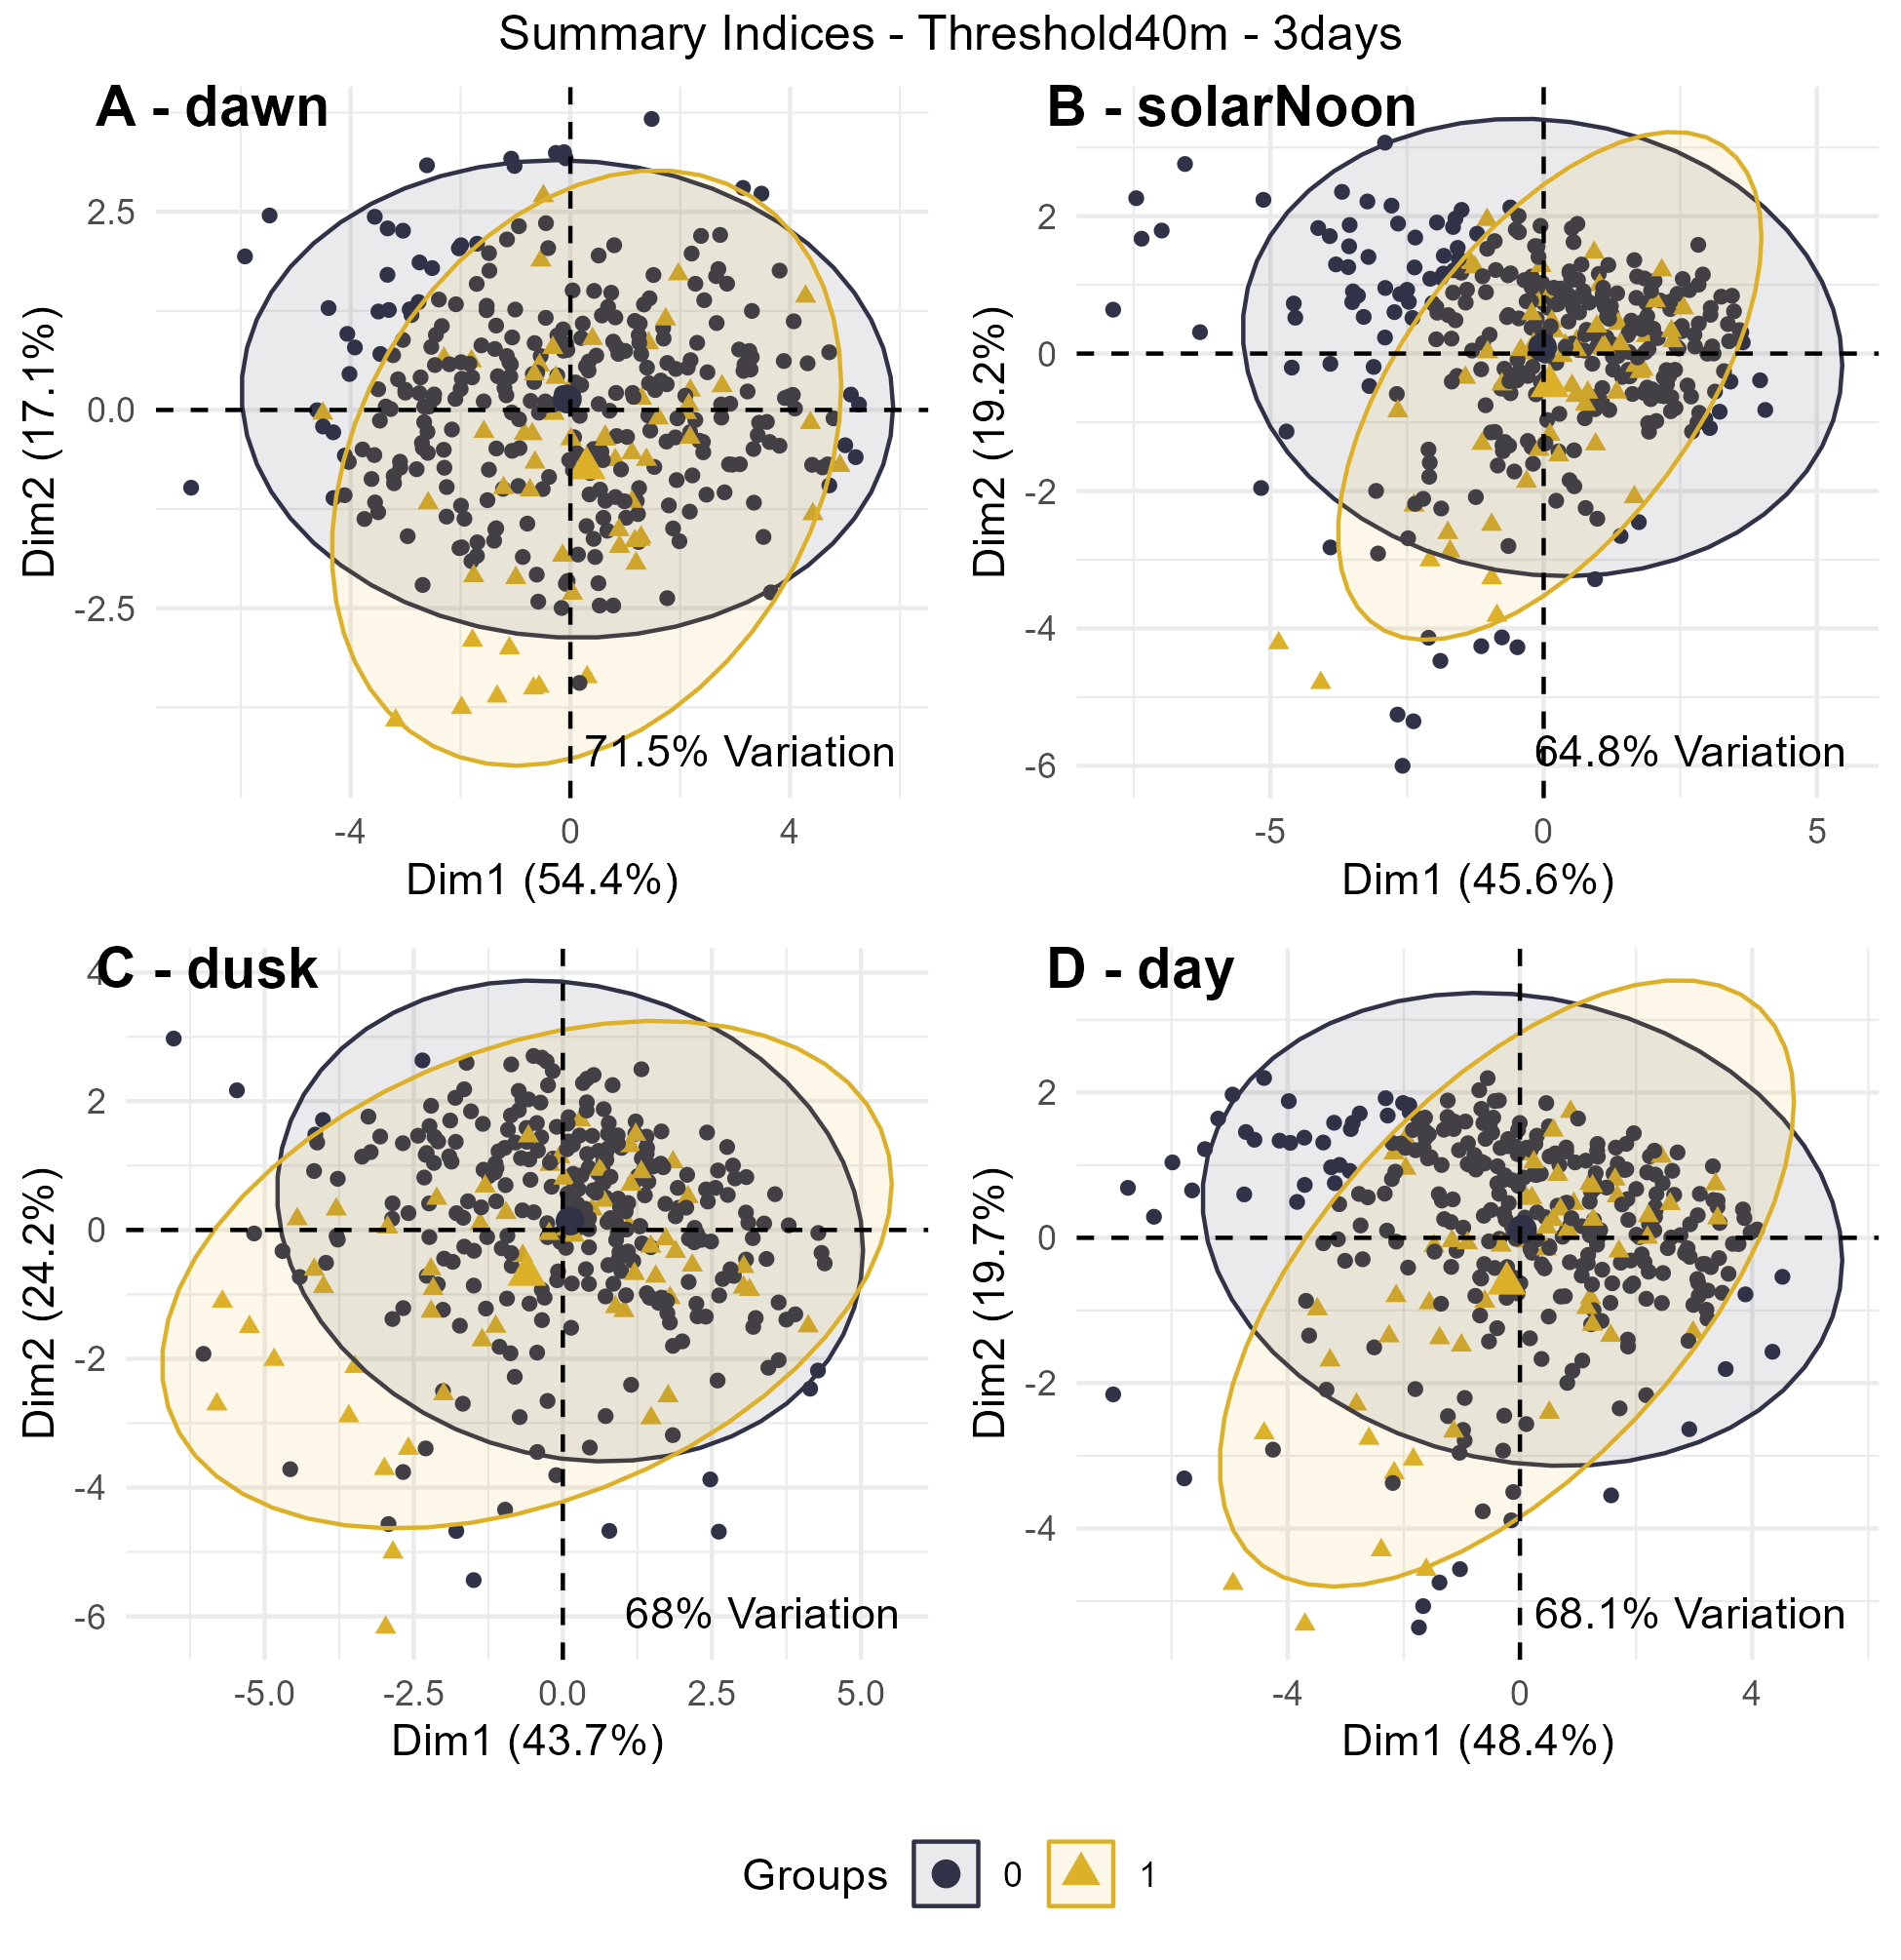 Summary Indices - Threshold40m - 3days
A - dawn
Dim2 (17.1%)
2.5
0.0
-2.5
71.5% Variation
-4 0 4
Dim1 (54.4%)
B - solarNoon
Dim2 (19.2%)
2
0
-2
-4
-6
64.8% Variation
-5 0 5
Dim1 (45.6%)
C - dusk
Dim2 (24.2%)
4
2
0
-2
-4
-6
68% Variation
-5.0 -2.5 0.0 2.5 5.0
Dim1 (43.7%)
D - day
Dim2 (19.7%)
2
0
-2
-4
68.1% Variation
-4 0 4
Dim1 (48.4%)
Groups 0 1